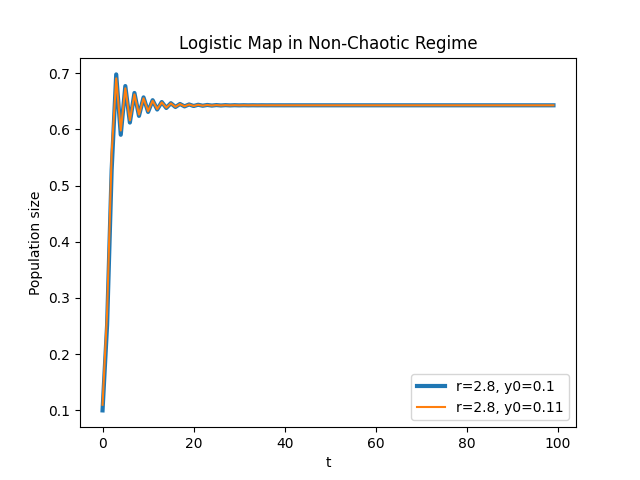 Logistic Map in Non-Chaotic Regime
0.7
0.6
0.5
0.4
0.3
0.2
0.1
Population size
0 20 40 60 80 100
t
r=2.8, y0=0.1
r=2.8, y0=0.11